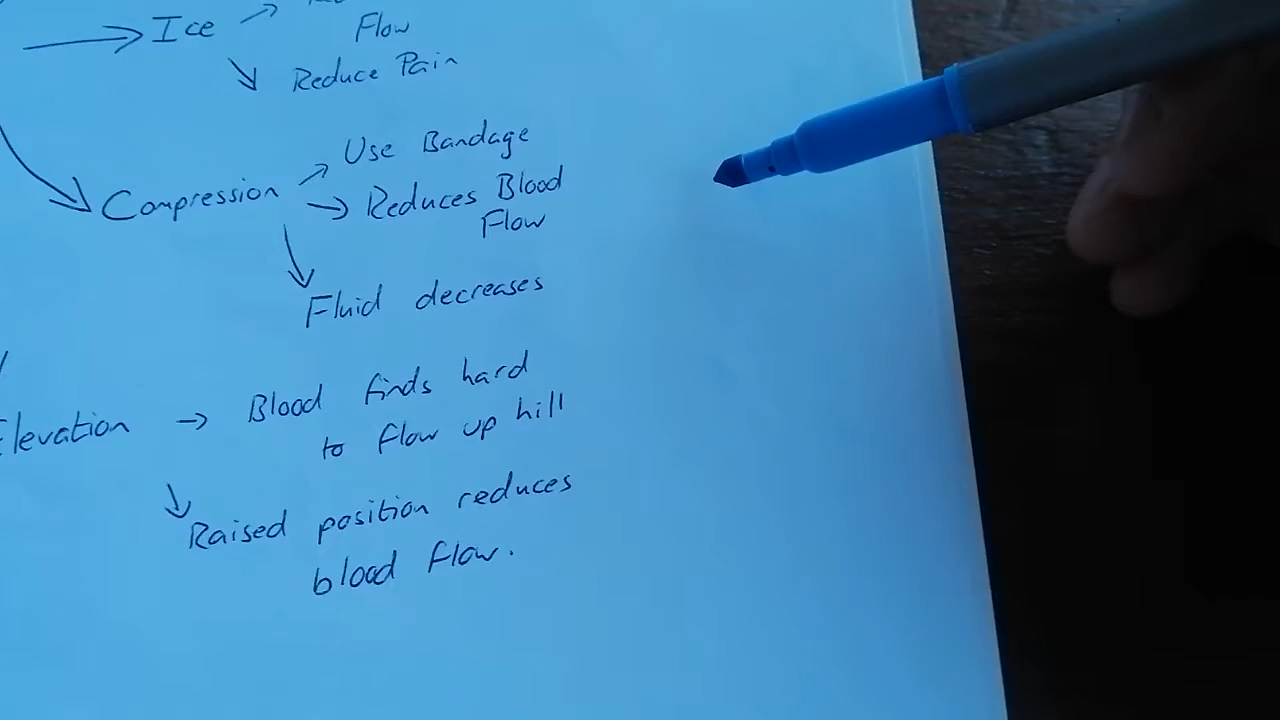 Ice
Flow
Reduce Pain
Use Bandage
Compression
Reduces Blood
Flow
Fluid decreases
Elevation
Blood finds hard
to flow up hill
Raised position reduces
blood flow.